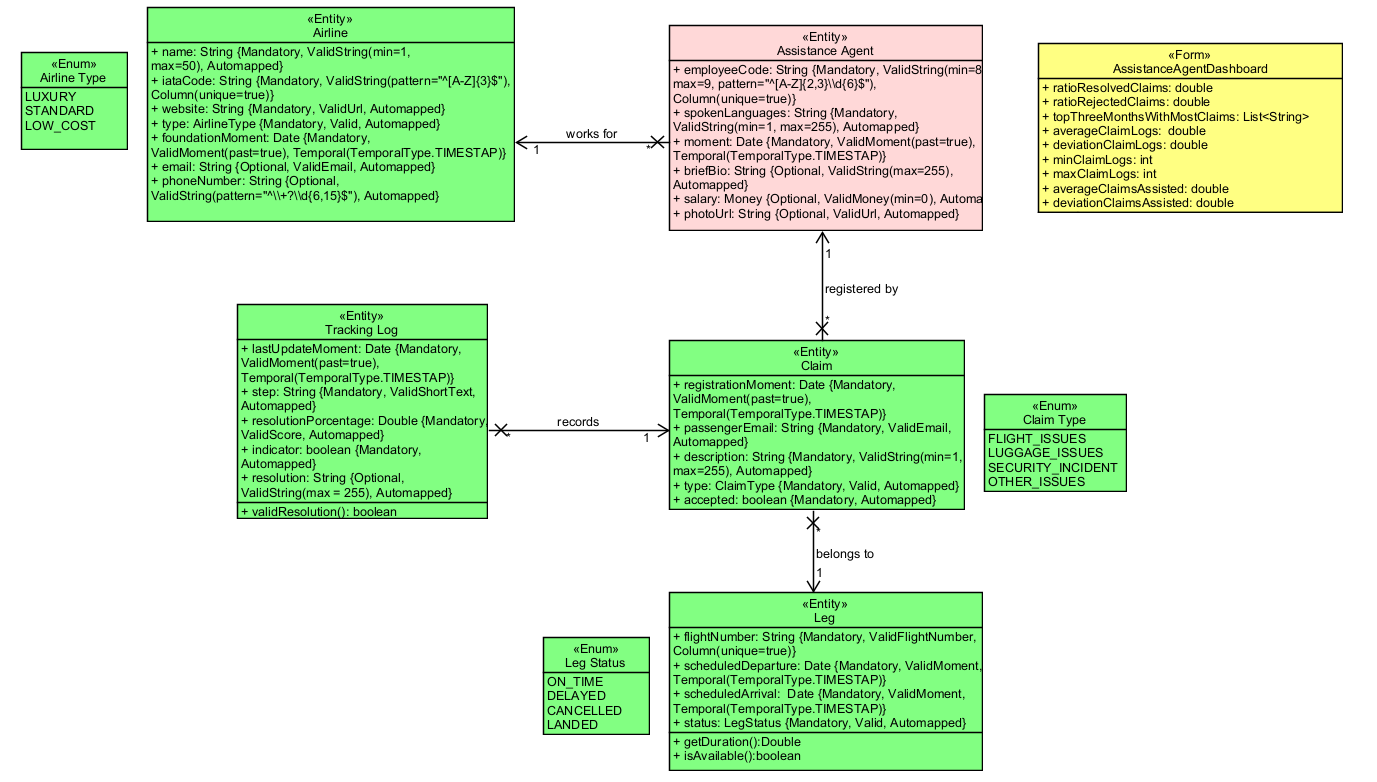 «Entity»
Airline
+ name: String {Mandatory, ValidString(min=1,
max=50), Automapped}
+ iataCode: String {Mandatory, ValidString(pattern="^[A-Z]{3}$"),
Column(unique=true)}
+ website: String {Mandatory, ValidUrl, Automapped}
+ type: AirlineType {Mandatory, Valid, Automapped}
+ foundationMoment: Date {Mandatory,
ValidMoment(past=true), Temporal(TemporalType.TIMESTAP)}
+ email: String {Optional, ValidEmail, Automapped}
+ phoneNumber: String {Optional,
ValidString(pattern="^\\+?\\d{6,15}$"), Automapped}
«Enum»
Airline Type
LUXURY
STANDARD
LOW_COST
works for
1
*
«Entity»
Assistance Agent
+ employeeCode: String {Mandatory, ValidString(min=8
max=9, pattern="^[A-Z]{2,3}\\d{6}$"),
Column(unique=true)}
+ spokenLanguages: String {Mandatory,
ValidString(min=1, max=255), Automapped}
+ moment: Date {Mandatory, ValidMoment(past=true),
Temporal(TemporalType.TIMESTAP)}
+ briefBio: String {Optional, ValidString(max=255),
Automapped}
+ salary: Money {Optional, ValidMoney(min=0), Automa
+ photoUrl: String {Optional, ValidUrl, Automapped}
«Form»
AssistanceAgentDashboard
+ ratioResolvedClaims: double
+ ratioRejectedClaims: double
+ topThreeMonthsWithMostClaims: List<String>
+ averageClaimLogs:  double
+ deviationClaimLogs: double
+ minClaimLogs: int
+ maxClaimLogs: int
+ averageClaimsAssisted: double
+ deviationClaimsAssisted: double
1
registered by
*
«Entity»
Tracking Log
+ lastUpdateMoment: Date {Mandatory,
ValidMoment(past=true),
Temporal(TemporalType.TIMESTAP)}
+ step: String {Mandatory, ValidShortText,
Automapped}
+ resolutionPorcentage: Double {Mandatory,
ValidScore, Automapped}
+ indicator: boolean {Mandatory,
Automapped}
+ resolution: String {Optional,
ValidString(max = 255), Automapped}
+ validResolution(): boolean
records
*
1
«Entity»
Claim
+ registrationMoment: Date {Mandatory,
ValidMoment(past=true),
Temporal(TemporalType.TIMESTAP)}
+ passengerEmail: String {Mandatory, ValidEmail,
Automapped}
+ description: String {Mandatory, ValidString(min=1,
max=255), Automapped}
+ type: ClaimType {Mandatory, Valid, Automapped}
+ accepted: boolean {Mandatory, Automapped}
«Enum»
Claim Type
FLIGHT_ISSUES
LUGGAGE_ISSUES
SECURITY_INCIDENT
OTHER_ISSUES
*
belongs to
1
«Enum»
Leg Status
ON_TIME
DELAYED
CANCELLED
LANDED
«Entity»
Leg
+ flightNumber: String {Mandatory, ValidFlightNumber,
Column(unique=true)}
+ scheduledDeparture: Date {Mandatory, ValidMoment,
Temporal(TemporalType.TIMESTAP)}
+ scheduledArrival:  Date {Mandatory, ValidMoment,
Temporal(TemporalType.TIMESTAP)}
+ status: LegStatus {Mandatory, Valid, Automapped}
+ getDuration():Double
+ isAvailable():boolean